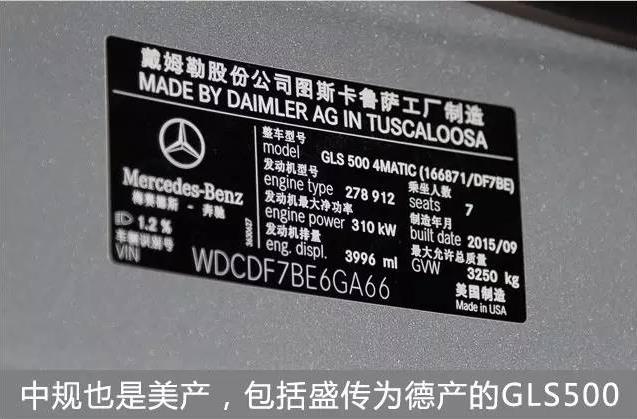 戴姆勒股份公司图斯卡鲁萨工厂制造
MADE BY DAIMLER AG IN TUSCALOOSA
Mercedes-Benz
梅赛德斯-奔驰
1.2 %
车辆识别号
VIN
整车型号
model GLS 500 4MATIC (166871/DF7BE)
发动机型号
engine type 278 912
乘坐人数
seats 7
发动机最大净功率
engine power 310 kW
制造年月
built date 2015/09
发动机排量
eng. displ. 3996 ml
最大允许总质量
GVW 3250 kg
WDCDF7BE6GA66
美国制造
Made in USA
中规也是美产，包括盛传为德产的GLS500